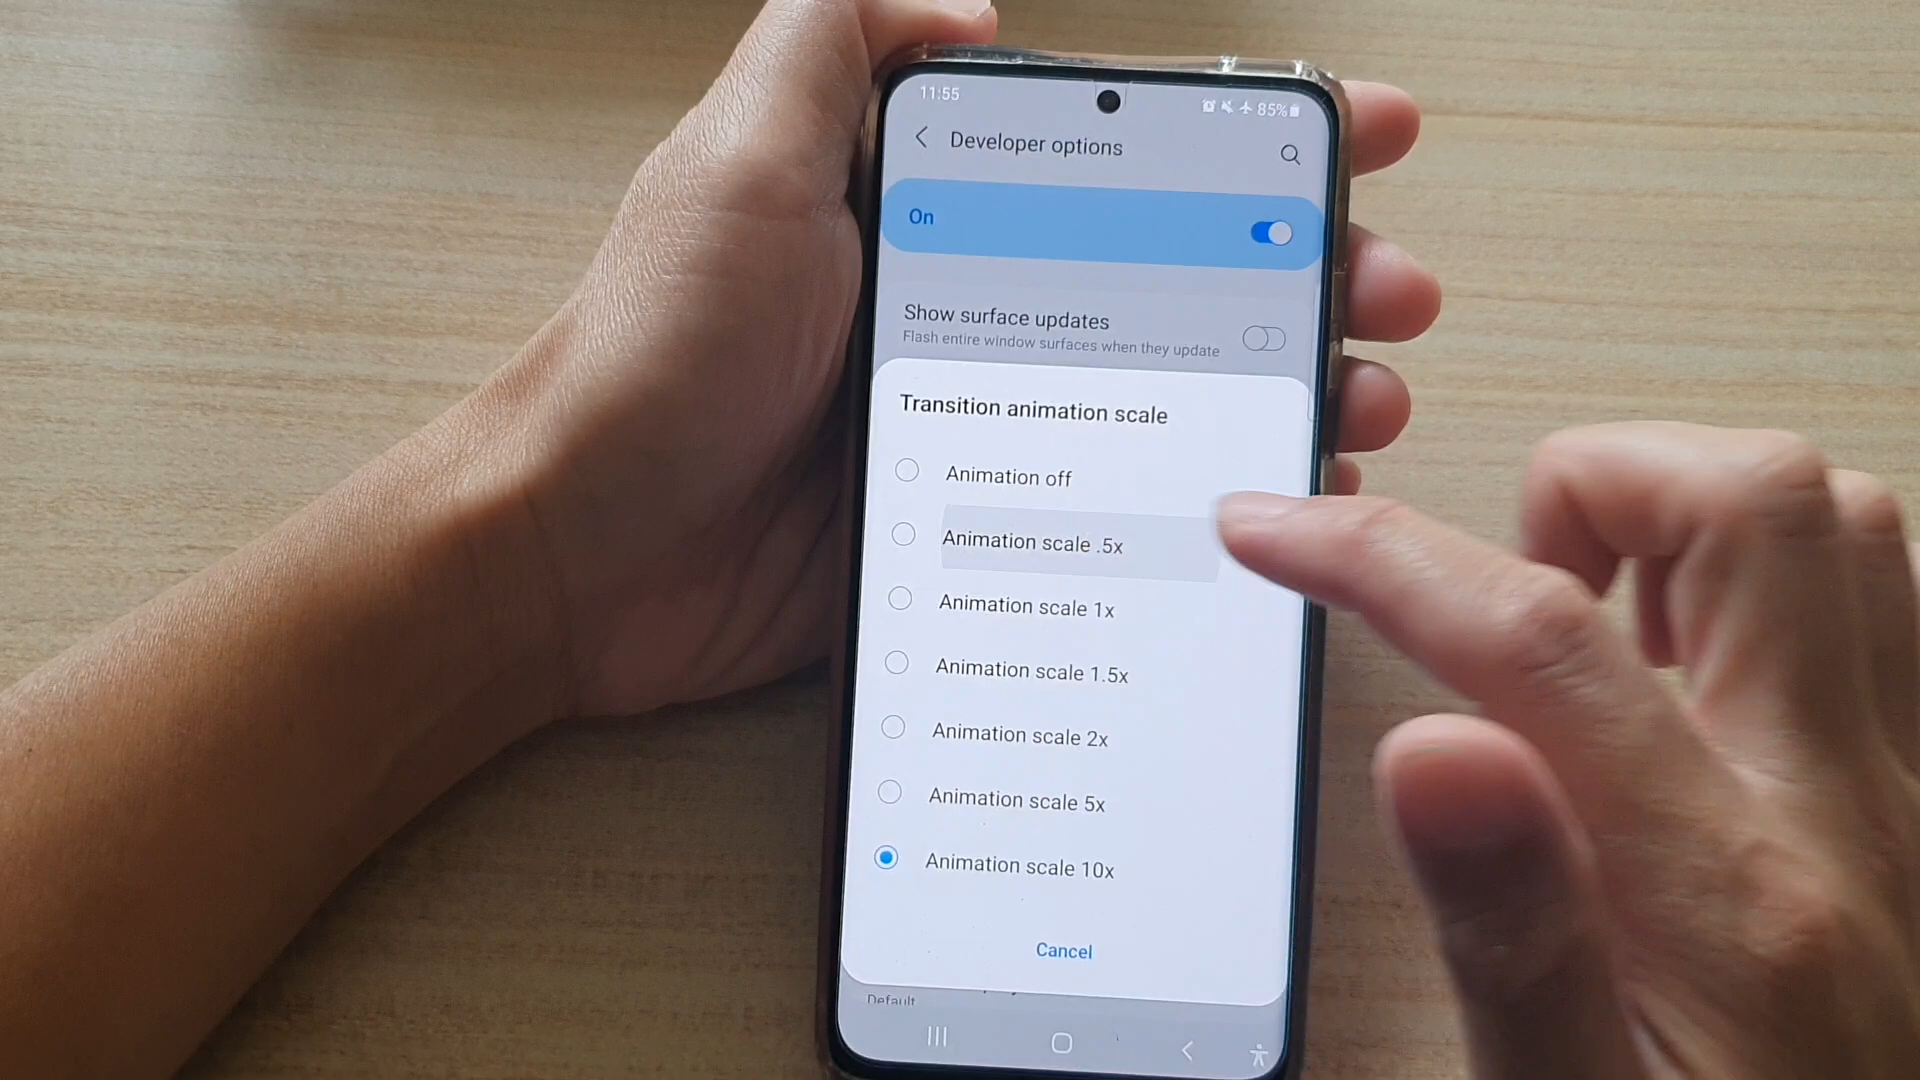 11:55
85%
Developer options
On
Show surface updates
Flash entire window surfaces when they update
Transition animation scale
Animation off
Animation scale .5x
Animation scale 1x
Animation scale 1.5x
Animation scale 2x
Animation scale 5x
Animation scale 10x
Cancel
Default